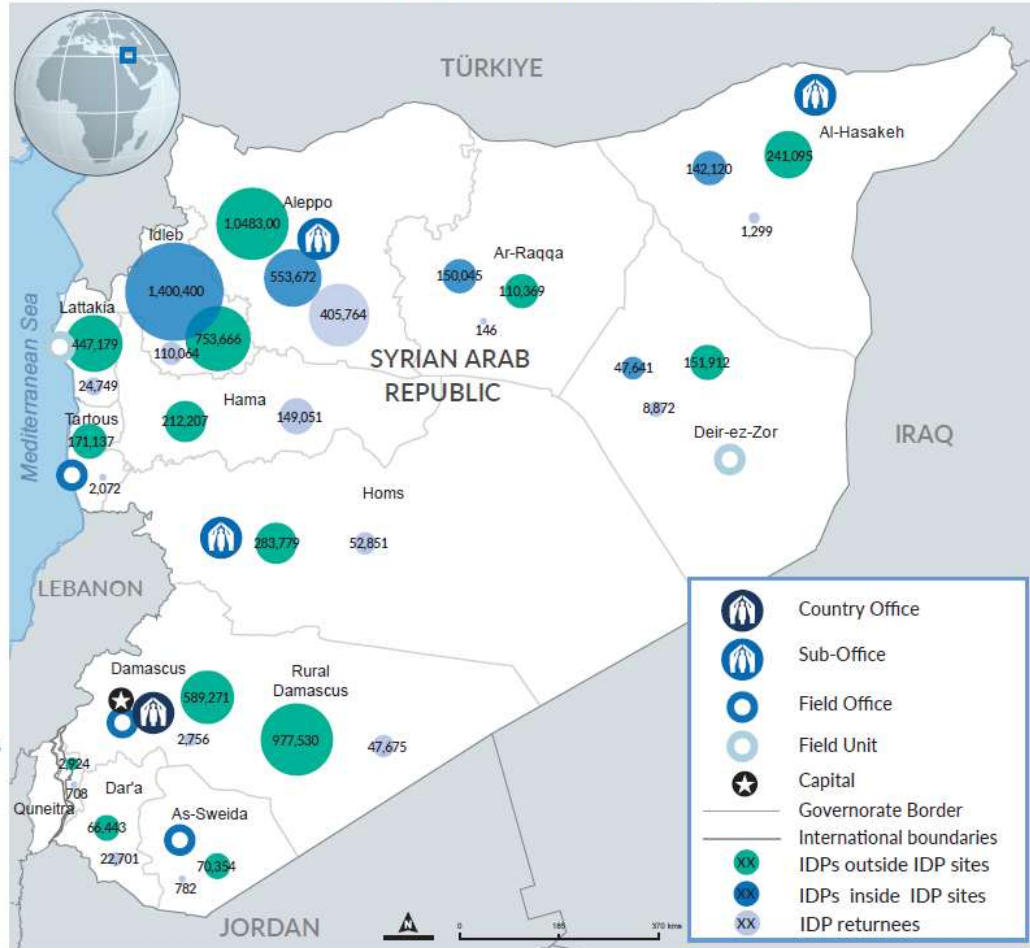 TÜRKIYE
Al-Hasakeh
142,120
241,095
1,299
Aleppo
1,0483,00
Idleb
553,672
1,400,400
405,764
Ar-Raqqa
150,045
110,369
146
Lattakia
447,179
753,666
110,064
24,749
SYRIAN ARAB
REPUBLIC
47,641
151,912
8,872
Deir-ez-Zor
IRAQ
Mediterranean Sea
Hama
212,207
149,051
Tartous
171,137
2,072
Homs
283,779
52,851
LEBANON
Damascus
589,271
2,756
Rural
Damascus
977,530
47,675
2,924
708
Quneitra
Dar'a
66,443
22,701
As-Sweida
70,354
782
JORDAN
N
0 185 370 kms
Country Office
Sub-Office
Field Office
Field Unit
Capital
Governorate Border
International boundaries
XX IDPs outside IDP sites
XX IDPs inside IDP sites
XX IDP returnees